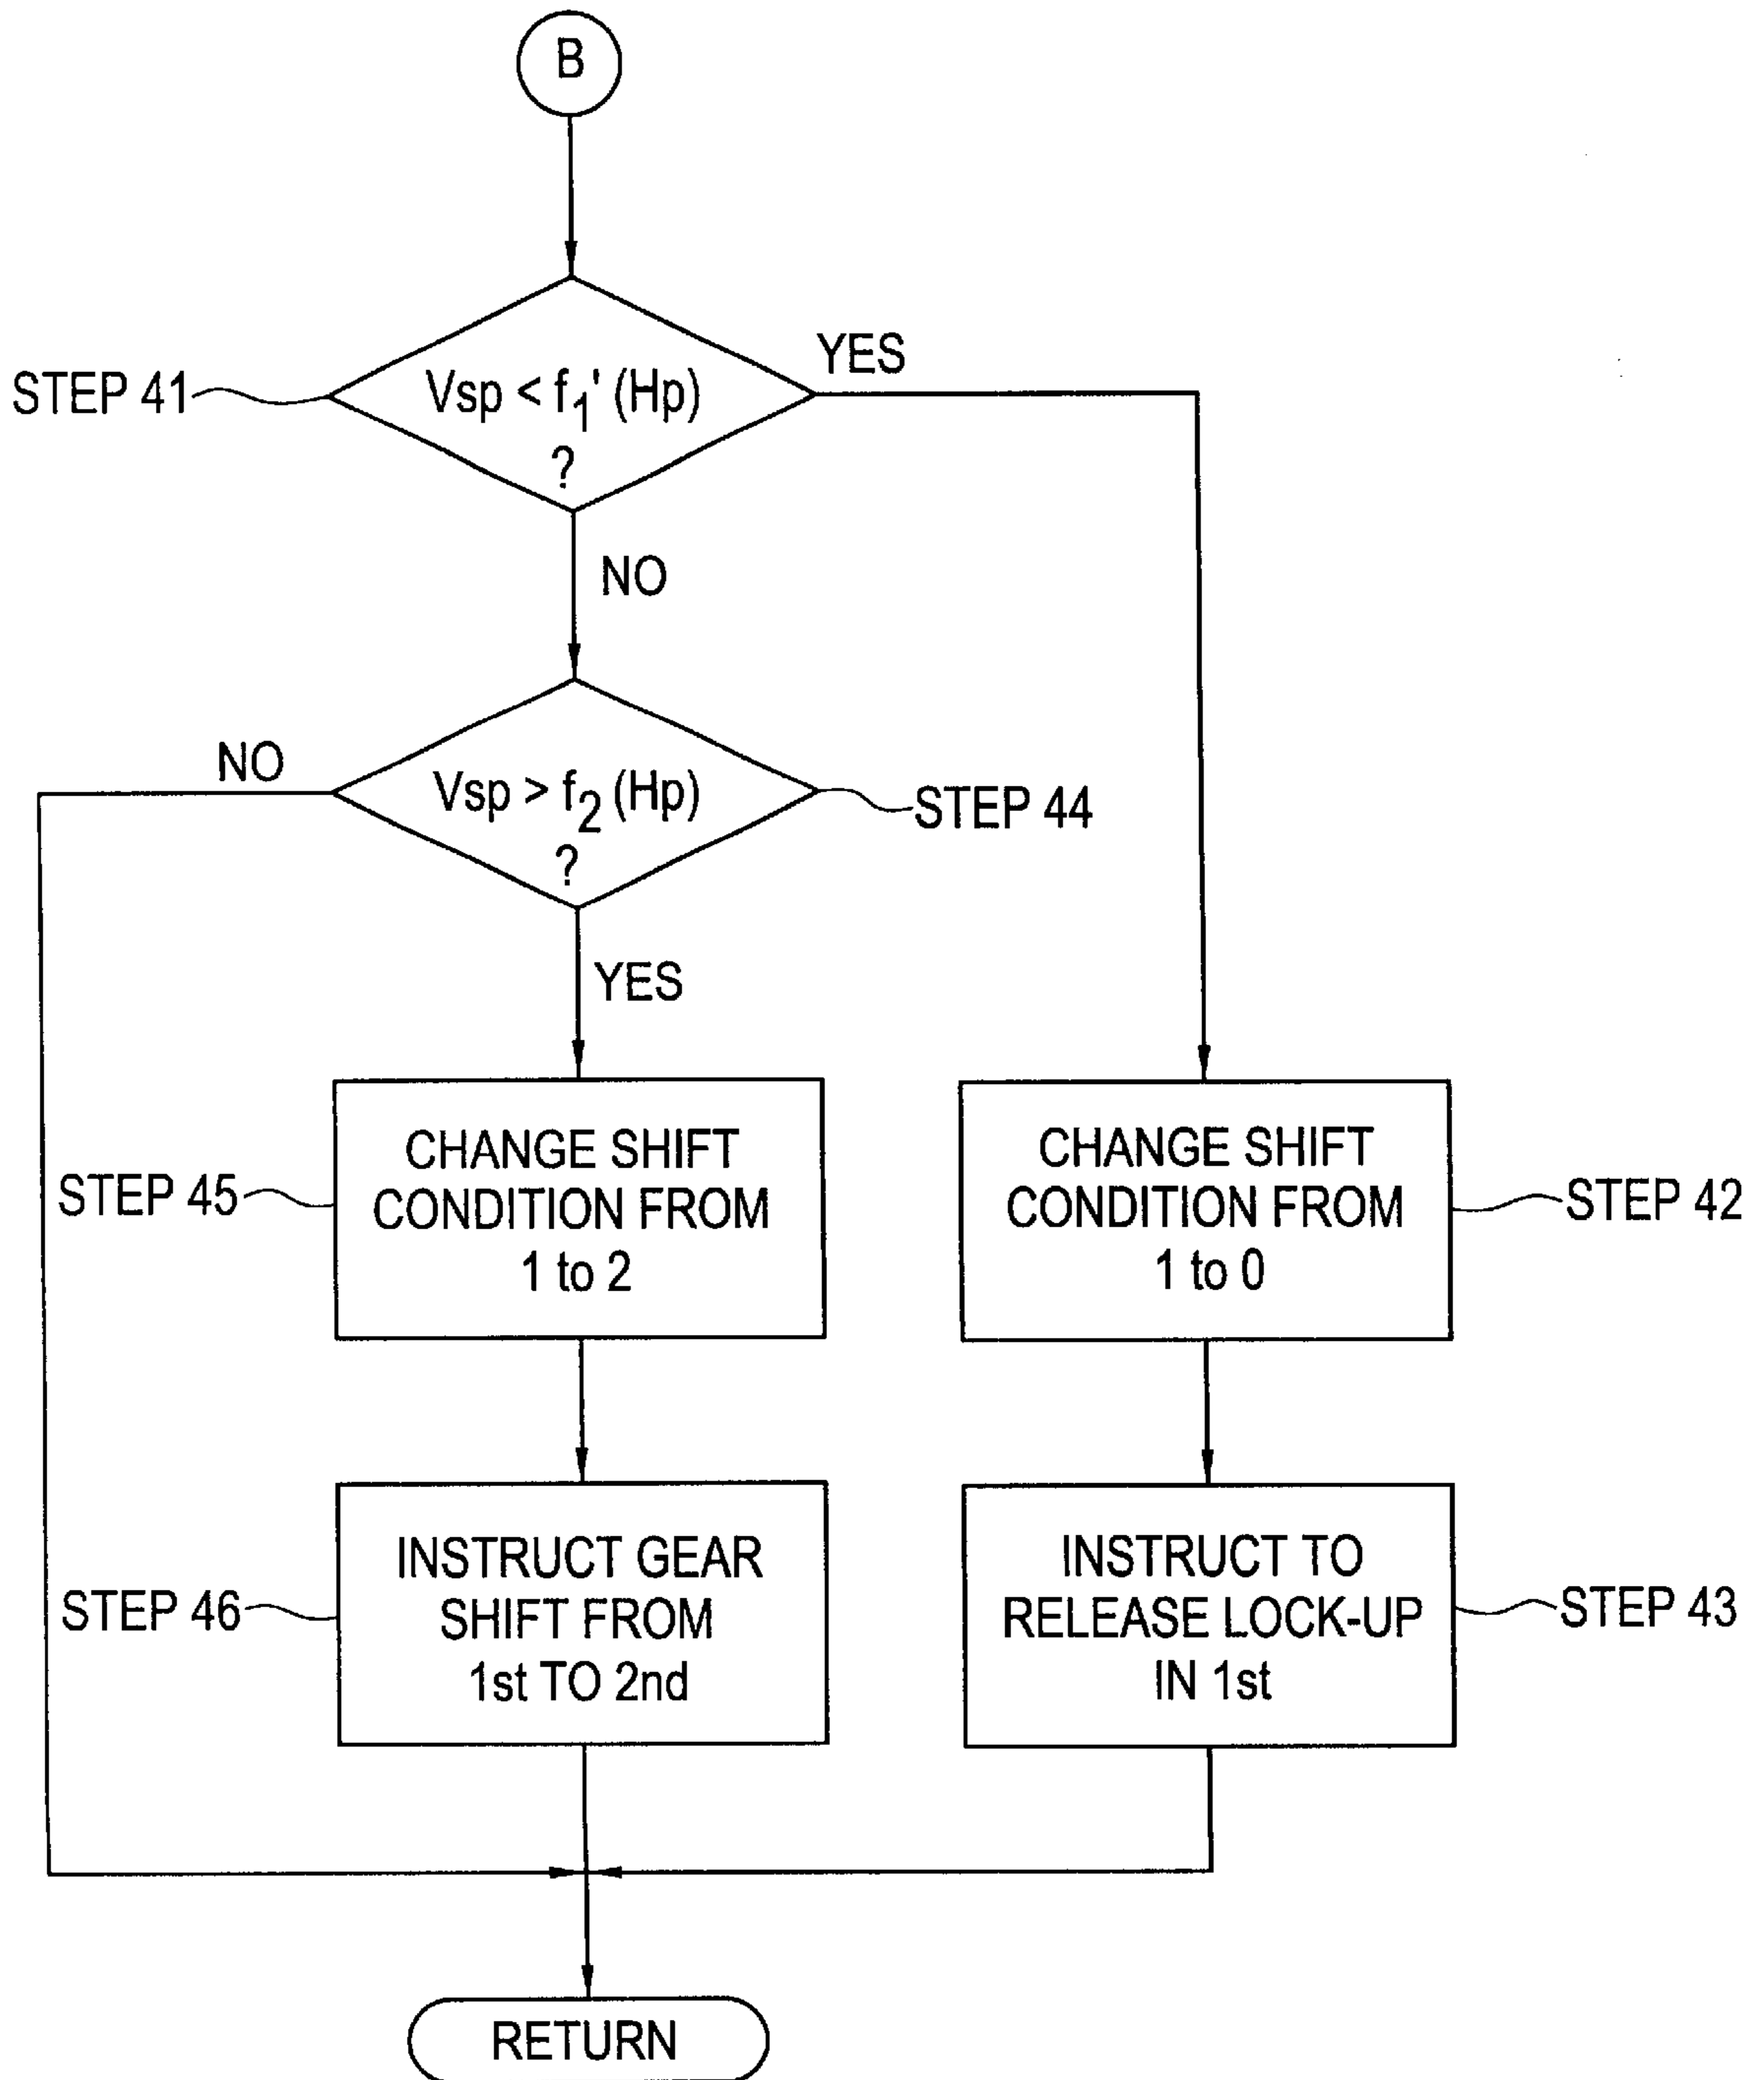 B
YES
STEP 41
Vsp < f1' (Hp)
?
NO
NO
Vsp > f2 (Hp)
?
STEP 44
YES
CHANGE SHIFT
CONDITION FROM
1 to 2
STEP 45
CHANGE SHIFT
CONDITION FROM
1 to 0
STEP 42
INSTRUCT GEAR
SHIFT FROM
1st TO 2nd
STEP 46
INSTRUCT TO
RELEASE LOCK-UP
IN 1st
STEP 43
RETURN